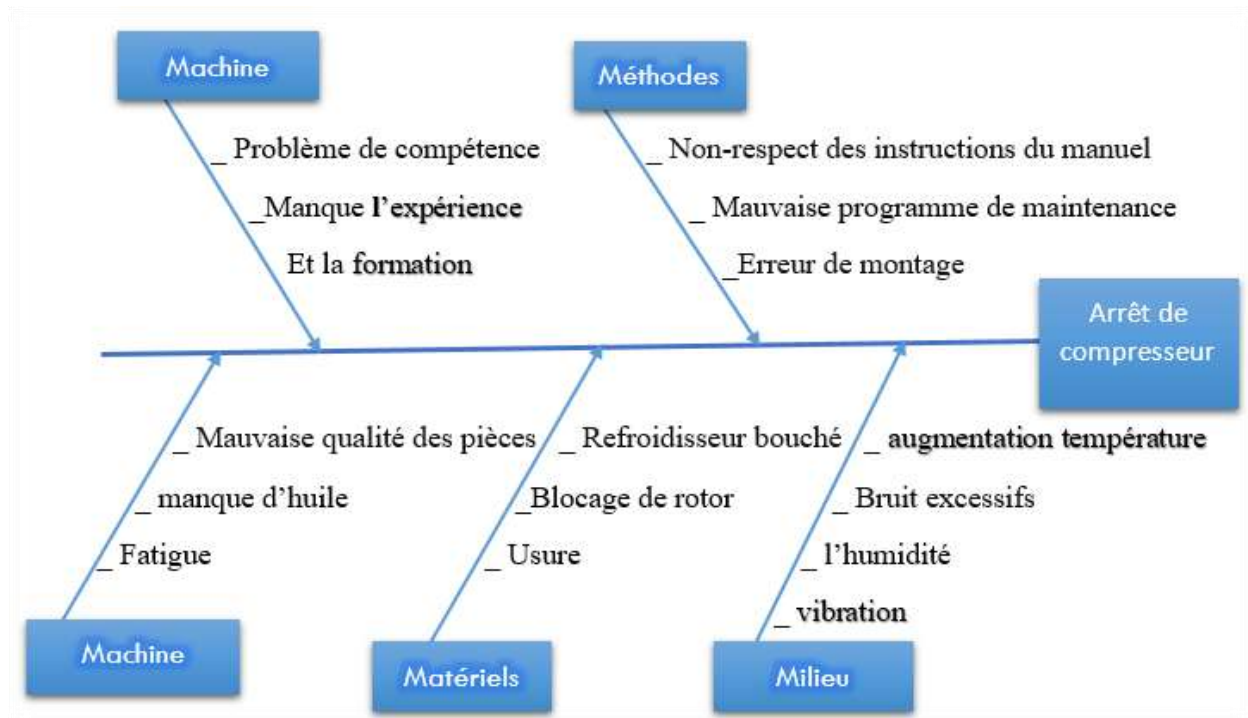 Machine
_ Problème de compétence
_Manque l’expérience
Et la formation
Méthodes
_ Non-respect des instructions du manuel
_ Mauvaise programme de maintenance
_Erreur de montage
Arrêt de
compresseur
_ Mauvaise qualité des pièces
_ manque d’huile
_ Fatigue
Machine
_ Refroidisseur bouché
_Blocage de rotor
_ Usure
Matériels
_ augmentation température
_ Bruit excessifs
_ l’humidité
_ vibration
Milieu